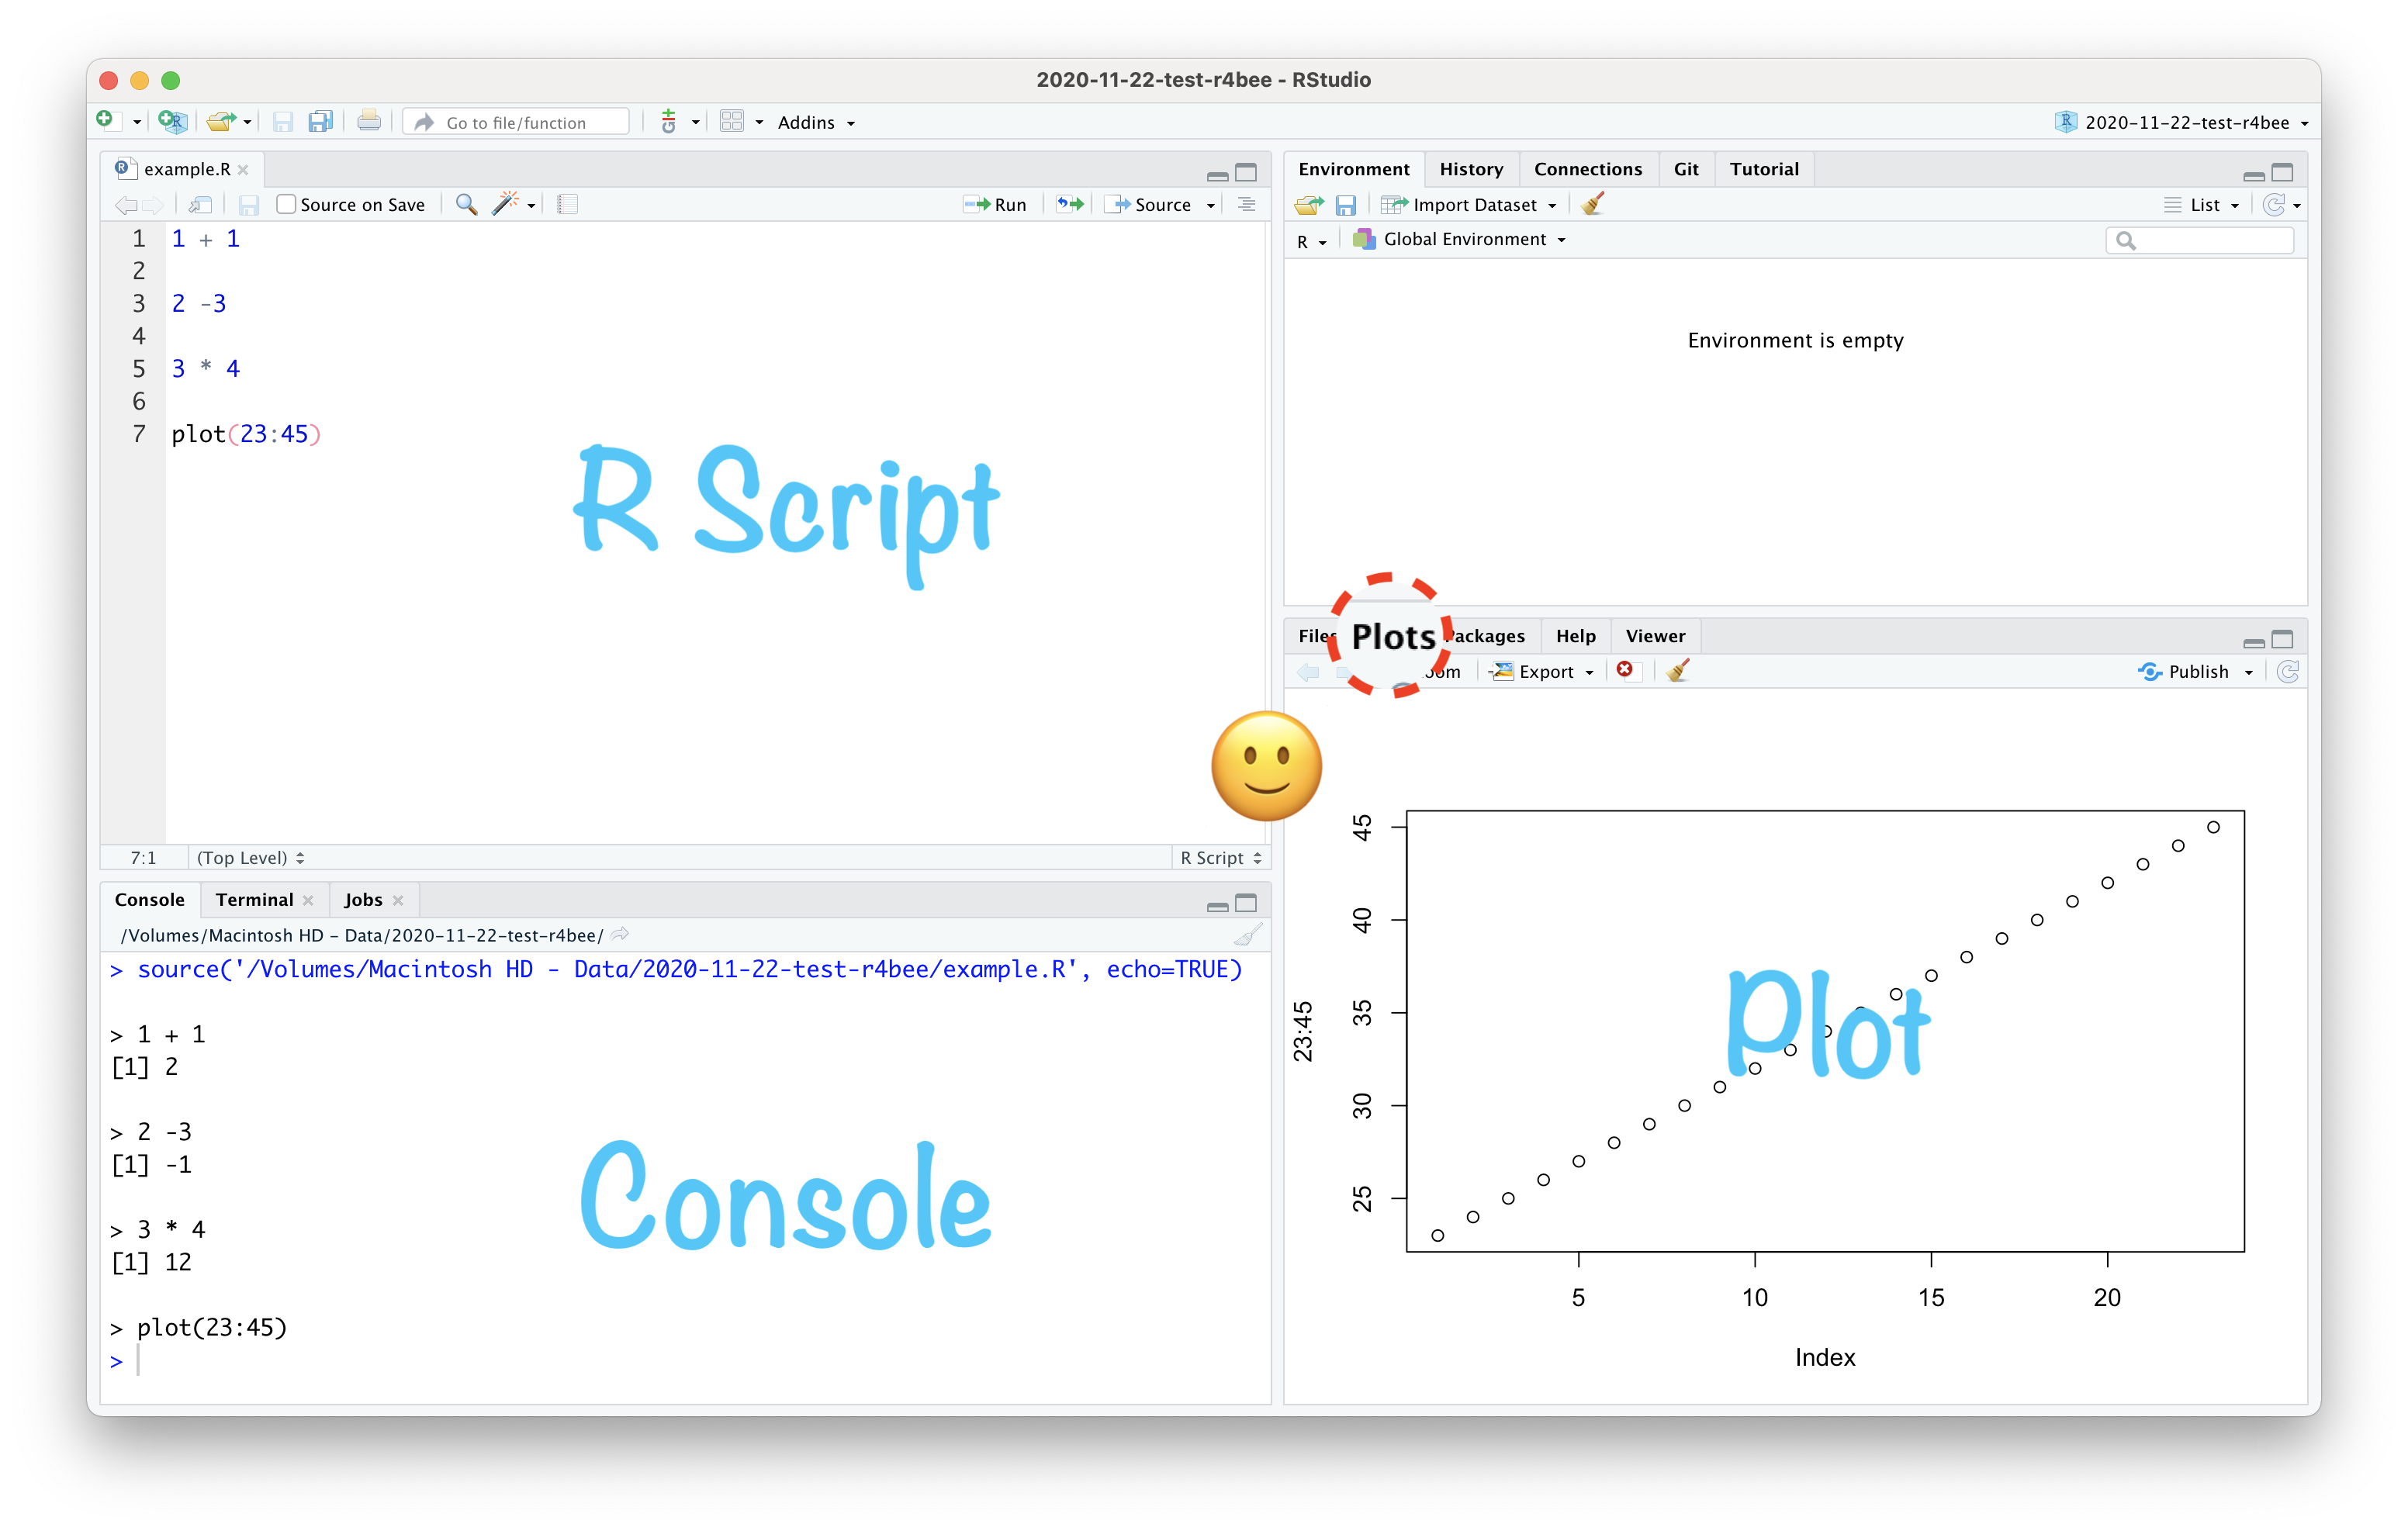 2020-11-22-test-r4bee - RStudio
Go to file/function
Addins
2020-11-22-test-r4bee
example.R
Source on Save
Run
Source
1 1 + 1
2
3 2 -3
4
5 3 * 4
6
7 plot(23:45)
R Script
7:1 (Top Level) R Script
Console Terminal Jobs
/Volumes/Macintosh HD - Data/2020-11-22-test-r4bee/
> source('/Volumes/Macintosh HD - Data/2020-11-22-test-r4bee/example.R', echo=TRUE)
> 1 + 1
[1] 2
> 2 -3
[1] -1
> 3 * 4
[1] 12
> plot(23:45)
>
Console
Environment History Connections Git Tutorial
Import Dataset List
R Global Environment
Environment is empty
Files Plots Packages Help Viewer
Export Publish
45
40
35
30
25
23:45
Plot
5 10 15 20
Index